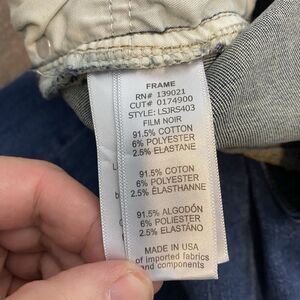 FRAME
RN# 139021
CUT# 0174900
STYLE: LSJRS403
FILM NOIR
91.5% COTTON
6% POLYESTER
2.5% ELASTANE
91.5% COTON
6% POLYESTER
2.5% ÉLASTHANNE
91.5% ALGODÓN
6% POLIÉSTER
2.5% ELASTANO
MADE IN USA
of imported fabrics
and components